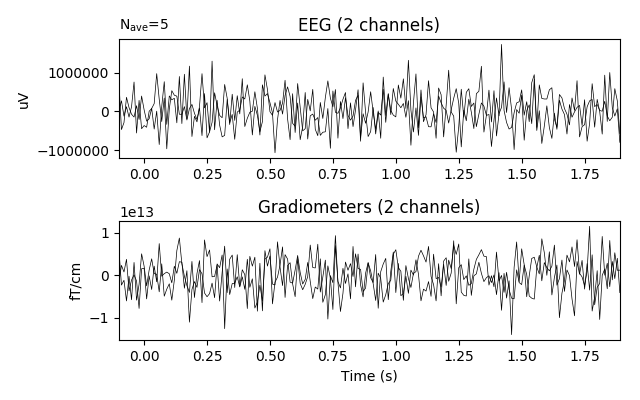 Nave=5
EEG (2 channels)
uV
1000000
0
−1000000
0.00 0.25 0.50 0.75 1.00 1.25 1.50 1.75
1e13
Gradiometers (2 channels)
fT/cm
1
0
−1
0.00 0.25 0.50 0.75 1.00 1.25 1.50 1.75
Time (s)